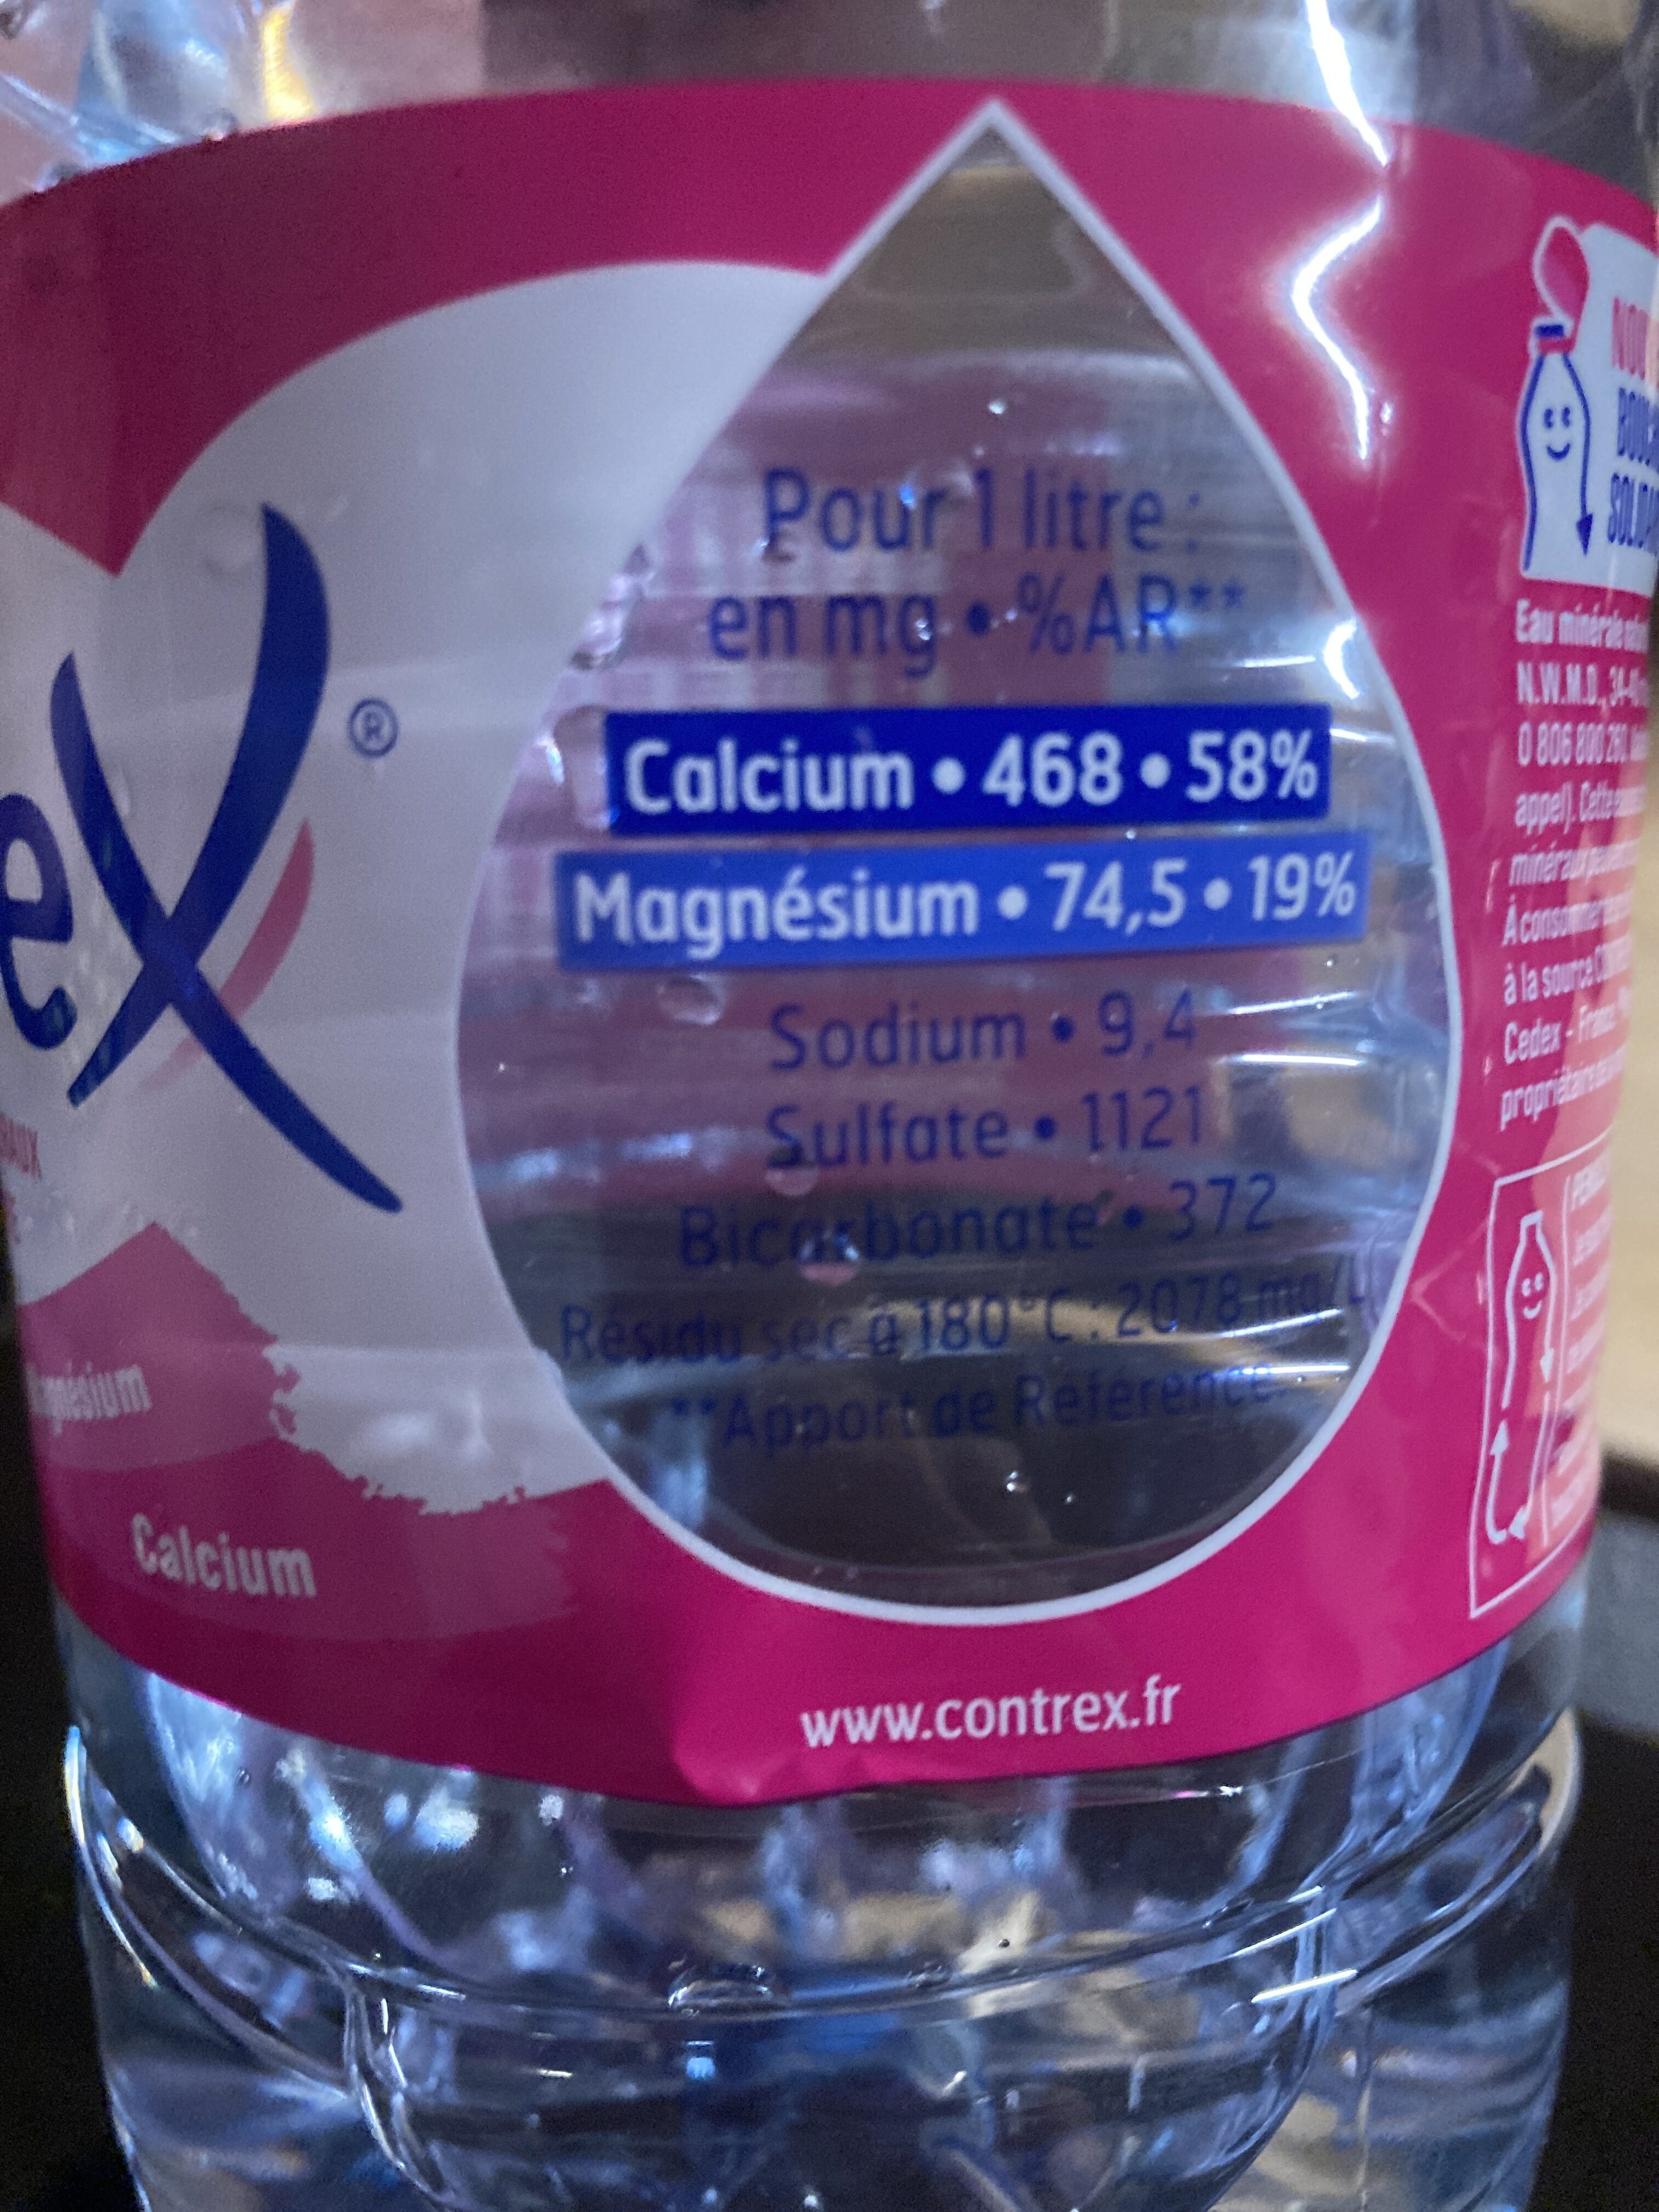 ex®
Magnésium
Calcium
Pour 1 litre :
en mg • %AR**
Calcium • 468 • 58%
Magnésium • 74,5 • 19%
Sodium • 9,4
Sulfate • 1121
Bicarbonate • 372
Résidu sec à 180°C : 2078 mg/L
**Apport de Référence.
www.contrex.fr
Eau minérale
N.W.M.D.,
0 806 800 260.
appel). Cette
minéraux
À consommer
à la source
Cedex -
propriétaire